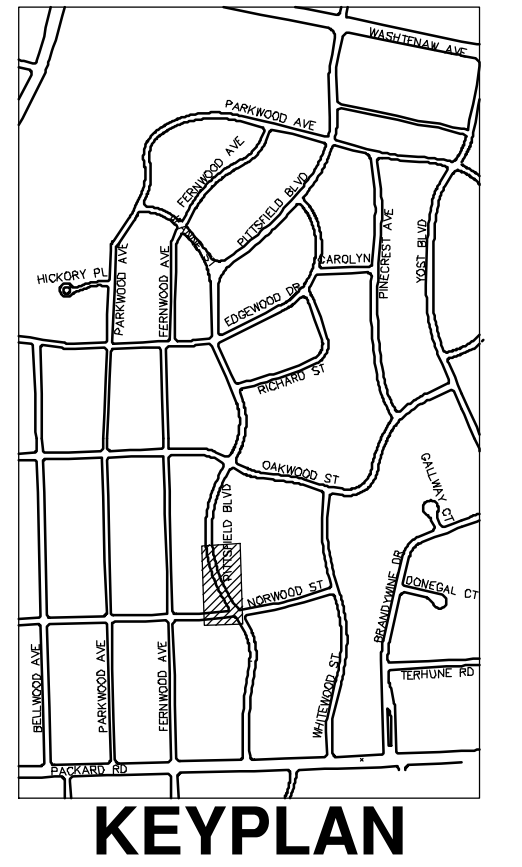 WASHTENAW AVE
PARKWOOD AVE
FERNWOOD AVE
PITTSFIELD BLVD
HICKORY PL
PARKWOOD AVE
FERNWOOD AVE
CAROLYN
PINECREST AVE
YOST BLVD
EDGEWOOD DR
RICHARD ST
OAKWOOD ST
GALLWAY CT
PITTSFIELD BLVD
NORWOOD ST
BRANDYWINE DR
DONEGAL CT
TERHUNE RD
WHITEWOOD ST
BELLWOOD AVE
PARKWOOD AVE
FERNWOOD AVE
PACKARD RD
KEYPLAN